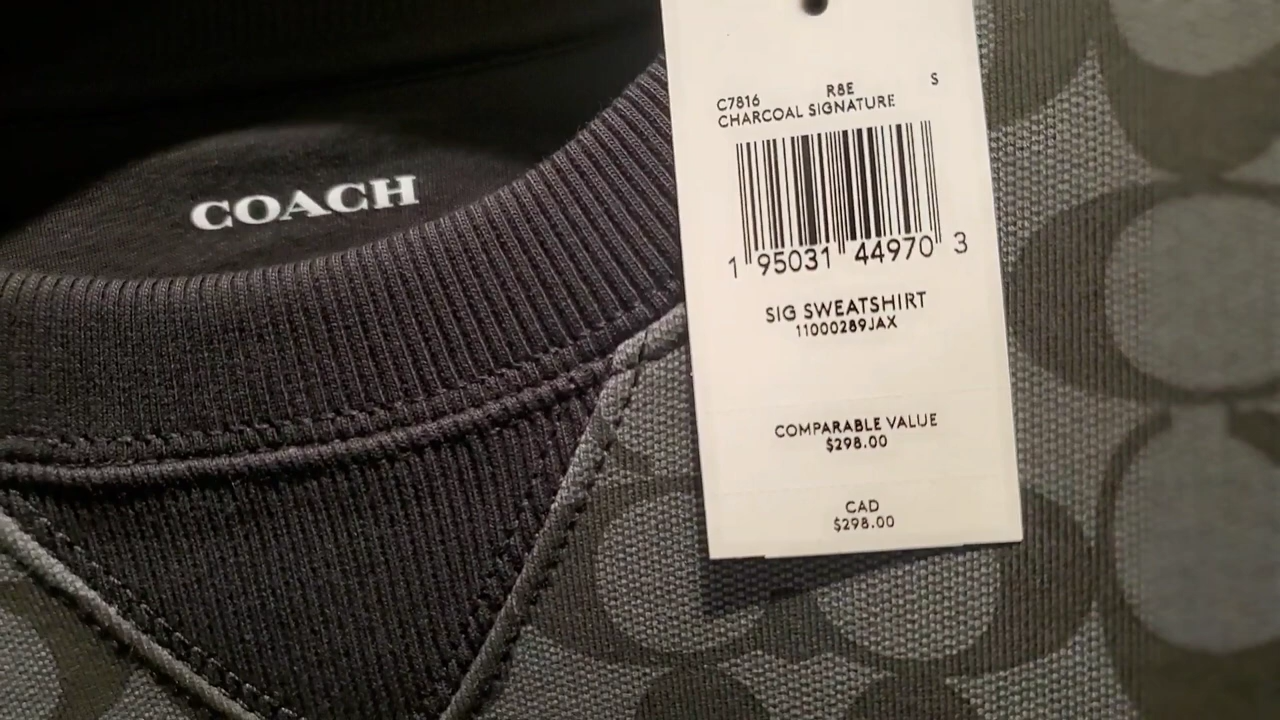 COACH
C7816 R8E S
CHARCOAL SIGNATURE
1 95031 44970 3
SIG SWEATSHIRT
11000289JAX
COMPARABLE VALUE
$298.00
CAD
$298.00